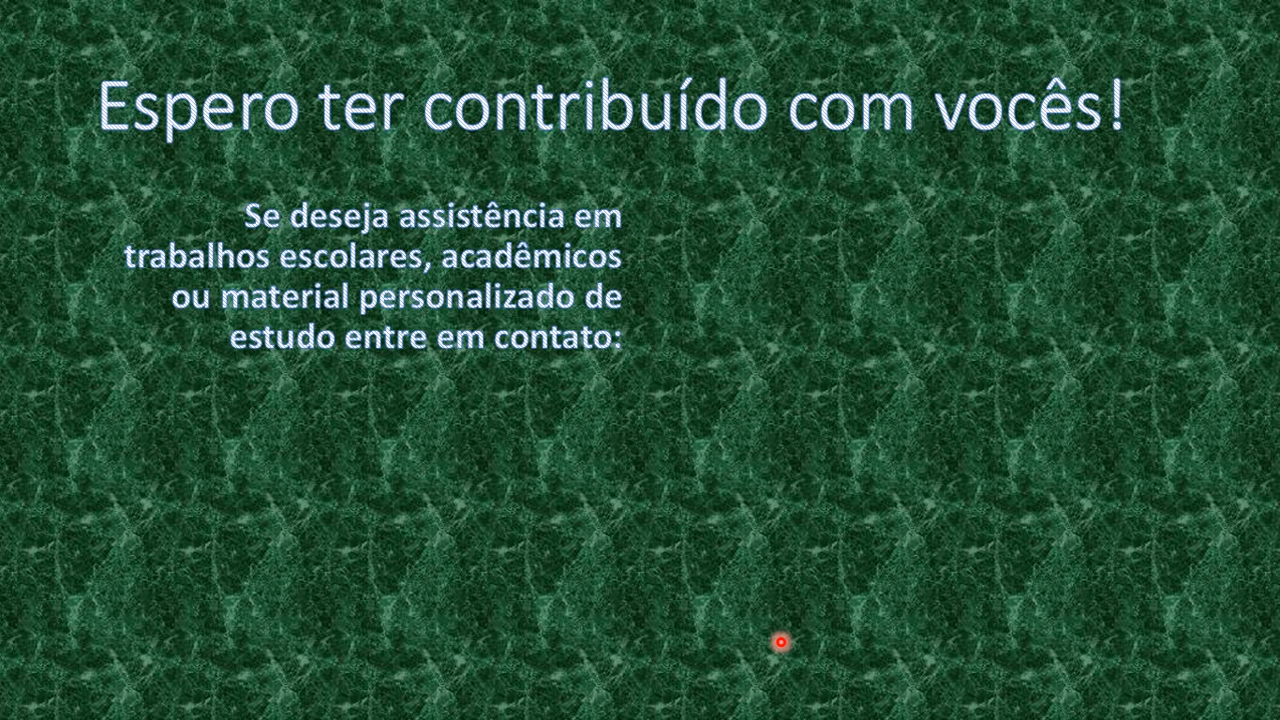 Espero ter contribuído com vocês!
Se deseja assistência em
trabalhos escolares, acadêmicos
ou material personalizado de
estudo entre em contato: